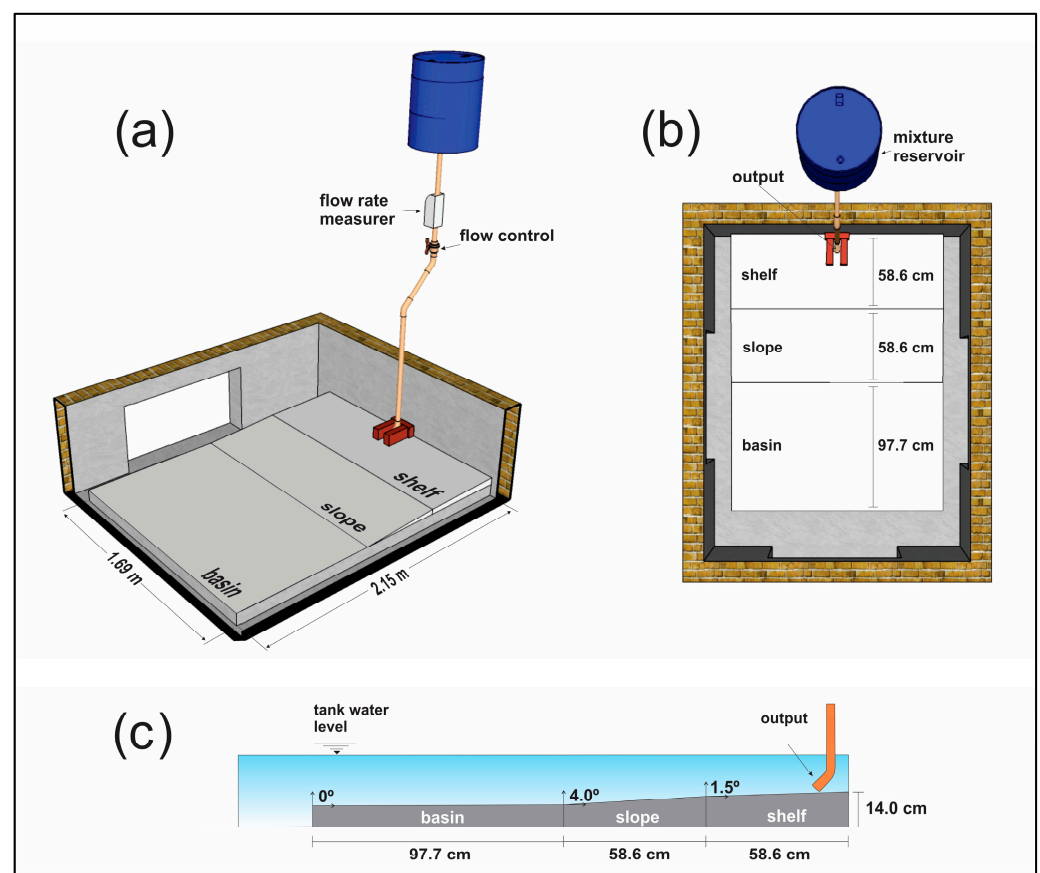 (a)
flow rate
measurer
flow control
shelf
slope
basin
1.69 m
2.15 m
(b)
mixture
reservoir
output
shelf
58.6 cm
slope
58.6 cm
basin
97.7 cm
(c)
tank water
level
output
0º
4.0º
1.5º
14.0 cm
basin
slope
shelf
97.7 cm
58.6 cm
58.6 cm